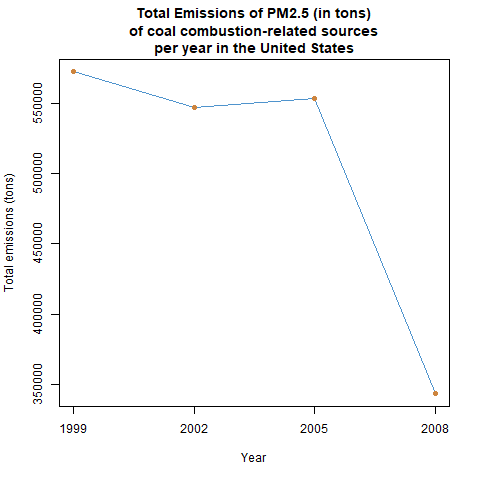 Total Emissions of PM2.5 (in tons)
of coal combustion-related sources
per year in the United States
Total emissions (tons)
550000
500000
450000
400000
350000
1999 2002 2005 2008
Year